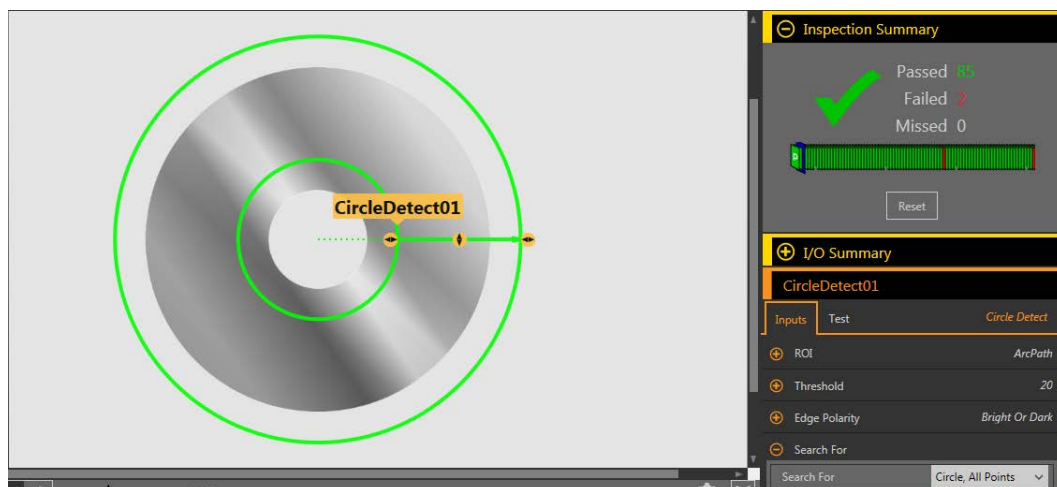 CircleDetect01
Inspection Summary
Passed 85
Failed 2
Missed 0
Reset
I/O Summary
CircleDetect01
Inputs Test Circle Detect
ROI ArcPath
Threshold 20
Edge Polarity Bright Or Dark
Search For
Search For Circle, All Points